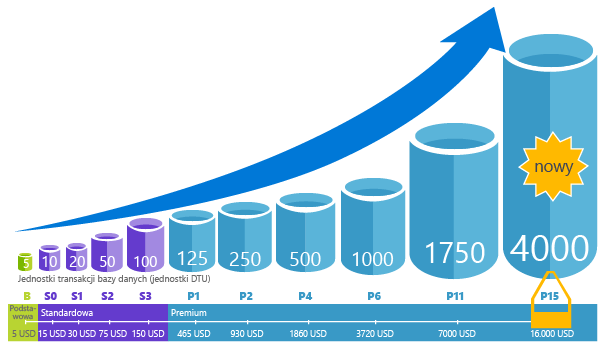 nowy
5 10 20 50 100 125 250 500 1000 1750 4000
Jednostki transakcji bazy danych (jednostki DTU)
B S0 S1 S2 S3 P1 P2 P4 P6 P11 P15
Podsta-
wowa
Standardowa Premium
5 USD 15 USD 30 USD 75 USD 150 USD 465 USD 930 USD 1860 USD 3720 USD 7000 USD 16.000 USD